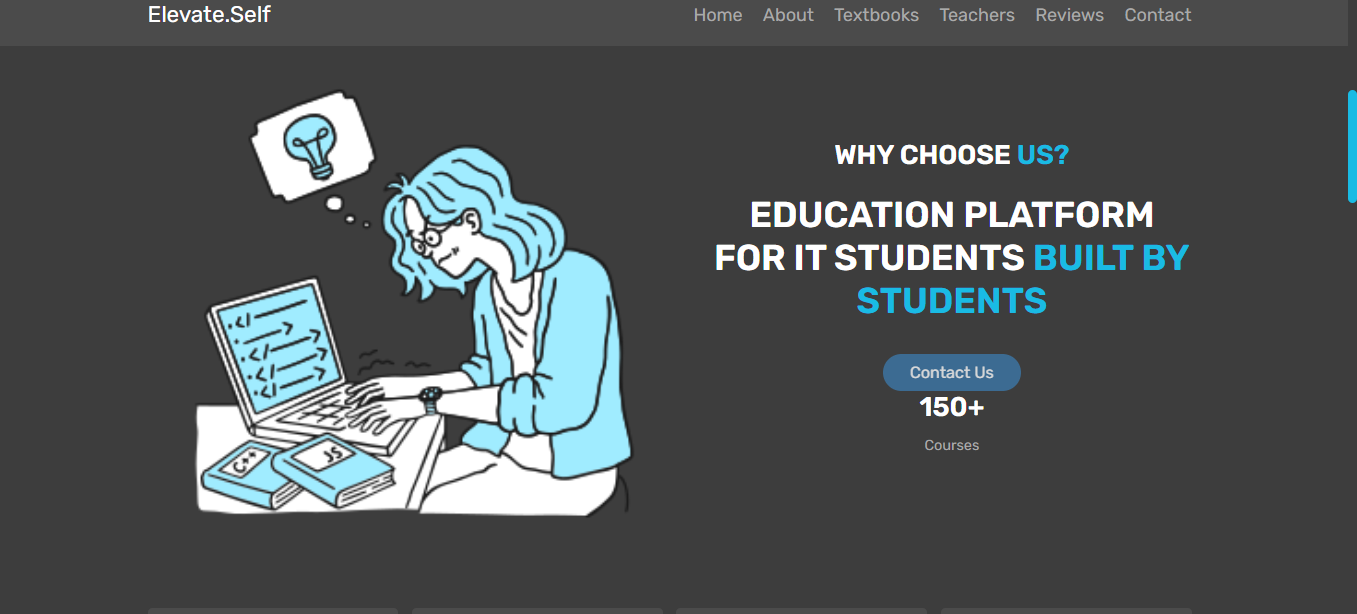 Elevate.Self
Home About Textbooks Teachers Reviews Contact
WHY CHOOSE US?
EDUCATION PLATFORM
FOR IT STUDENTS BUILT BY
STUDENTS
Contact Us
150+
Courses
</>
</>
</>
</>
C++
JS